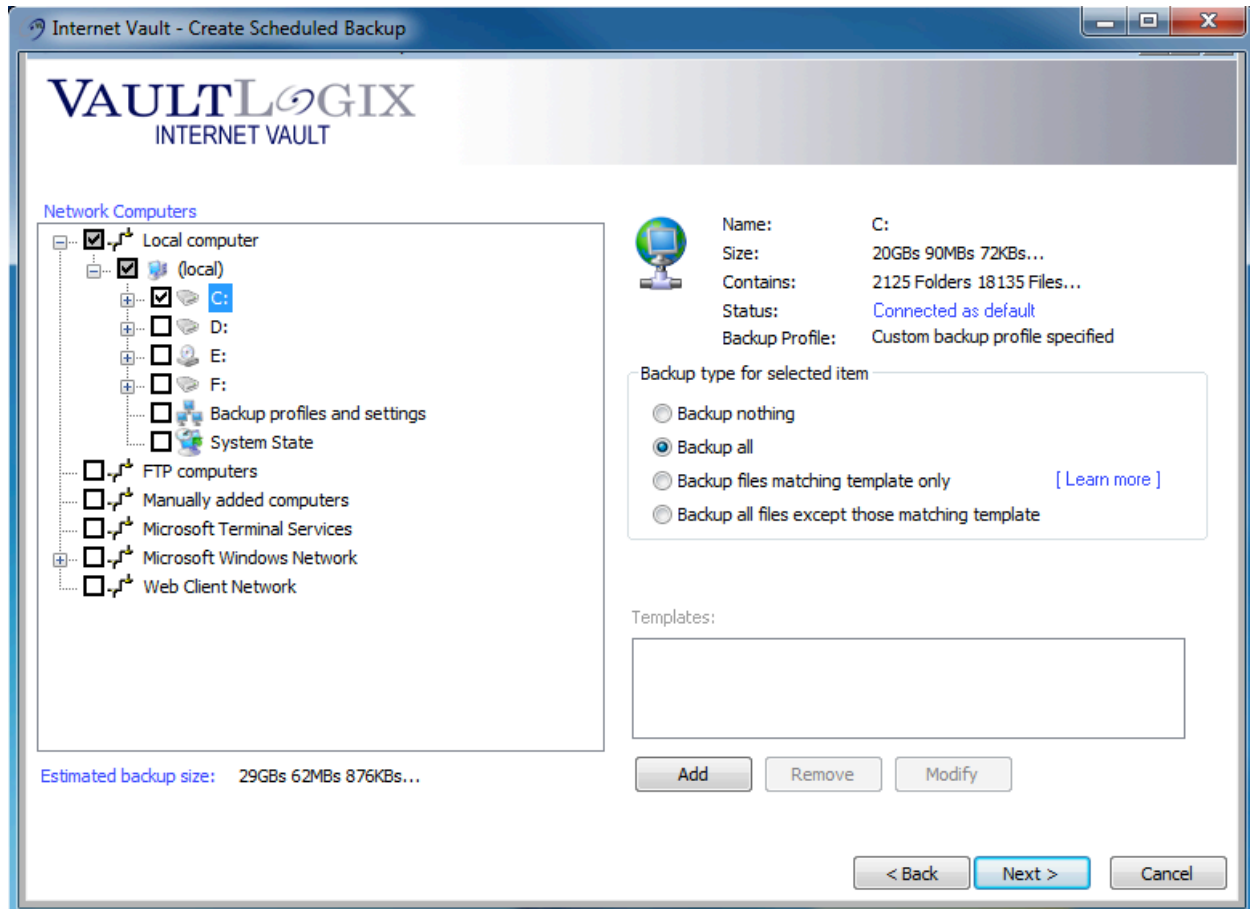 Internet Vault - Create Scheduled Backup
VAULTLOGIX
INTERNET VAULT
Network Computers
Local computer
(local)
C:
D:
E:
F:
Backup profiles and settings
System State
FTP computers
Manually added computers
Microsoft Terminal Services
Microsoft Windows Network
Web Client Network
Estimated backup size: 29GBs 62MBs 876KBs...
Name: C:
Size: 20GBs 90MBs 72KBs...
Contains: 2125 Folders 18135 Files...
Status: Connected as default
Backup Profile: Custom backup profile specified
Backup type for selected item
Backup nothing
Backup all
Backup files matching template only [ Learn more ]
Backup all files except those matching template
Templates:
Add Remove Modify
< Back Next > Cancel